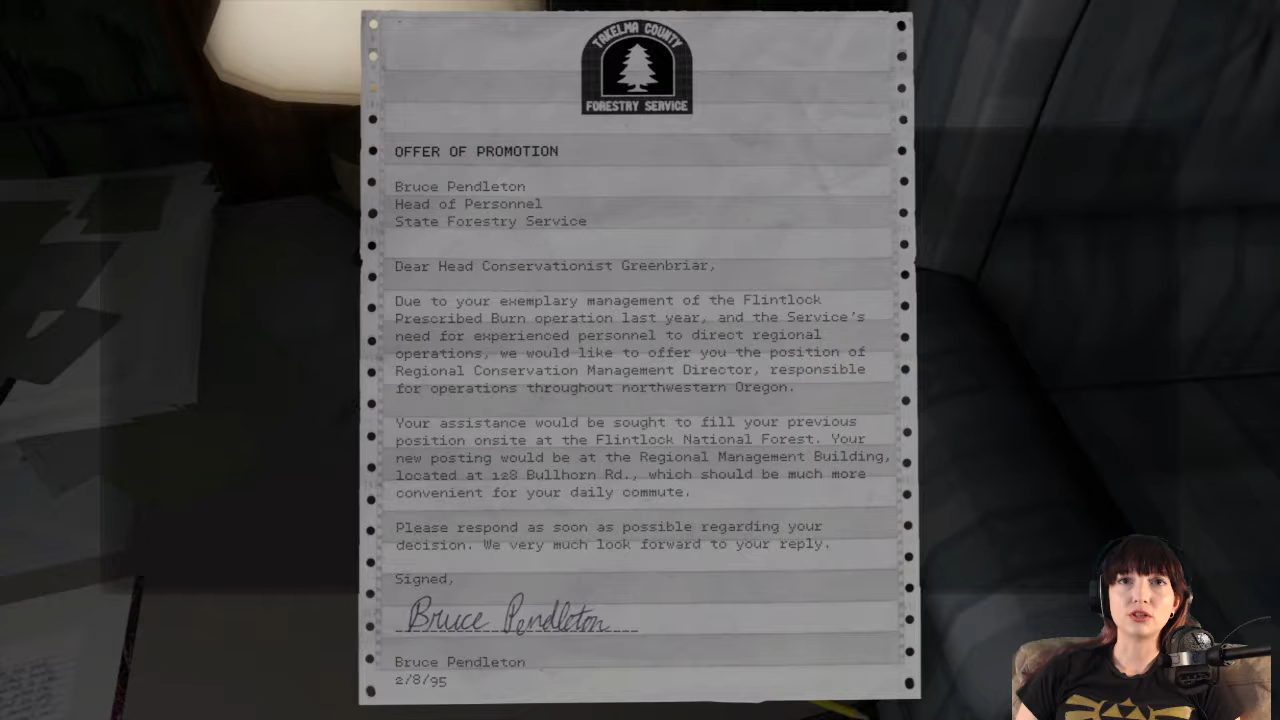 TAKELMA COUNTY
FORESTRY SERVICE
OFFER OF PROMOTION
Bruce Pendleton
Head of Personnel
State Forestry Service
Dear Head Conservationist Greenbriar,
Due to your exemplary management of the Flintlock
Prescribed Burn operation last year, and the Service's
need for experienced personnel to direct regional
operations, we would like to offer you the position of
Regional Conservation Management Director, responsible
for operations throughout northwestern Oregon.
Your assistance would be sought to fill your previous
position onsite at the Flintlock National Forest. Your
new posting would be at the Regional Management Building,
located at 128 Bullhorn Rd., which should be much more
convenient for your daily commute.
Please respond as soon as possible regarding your
decision. We very much look forward to your reply.
Signed,
Bruce Pendleton
Bruce Pendleton
2/8/95